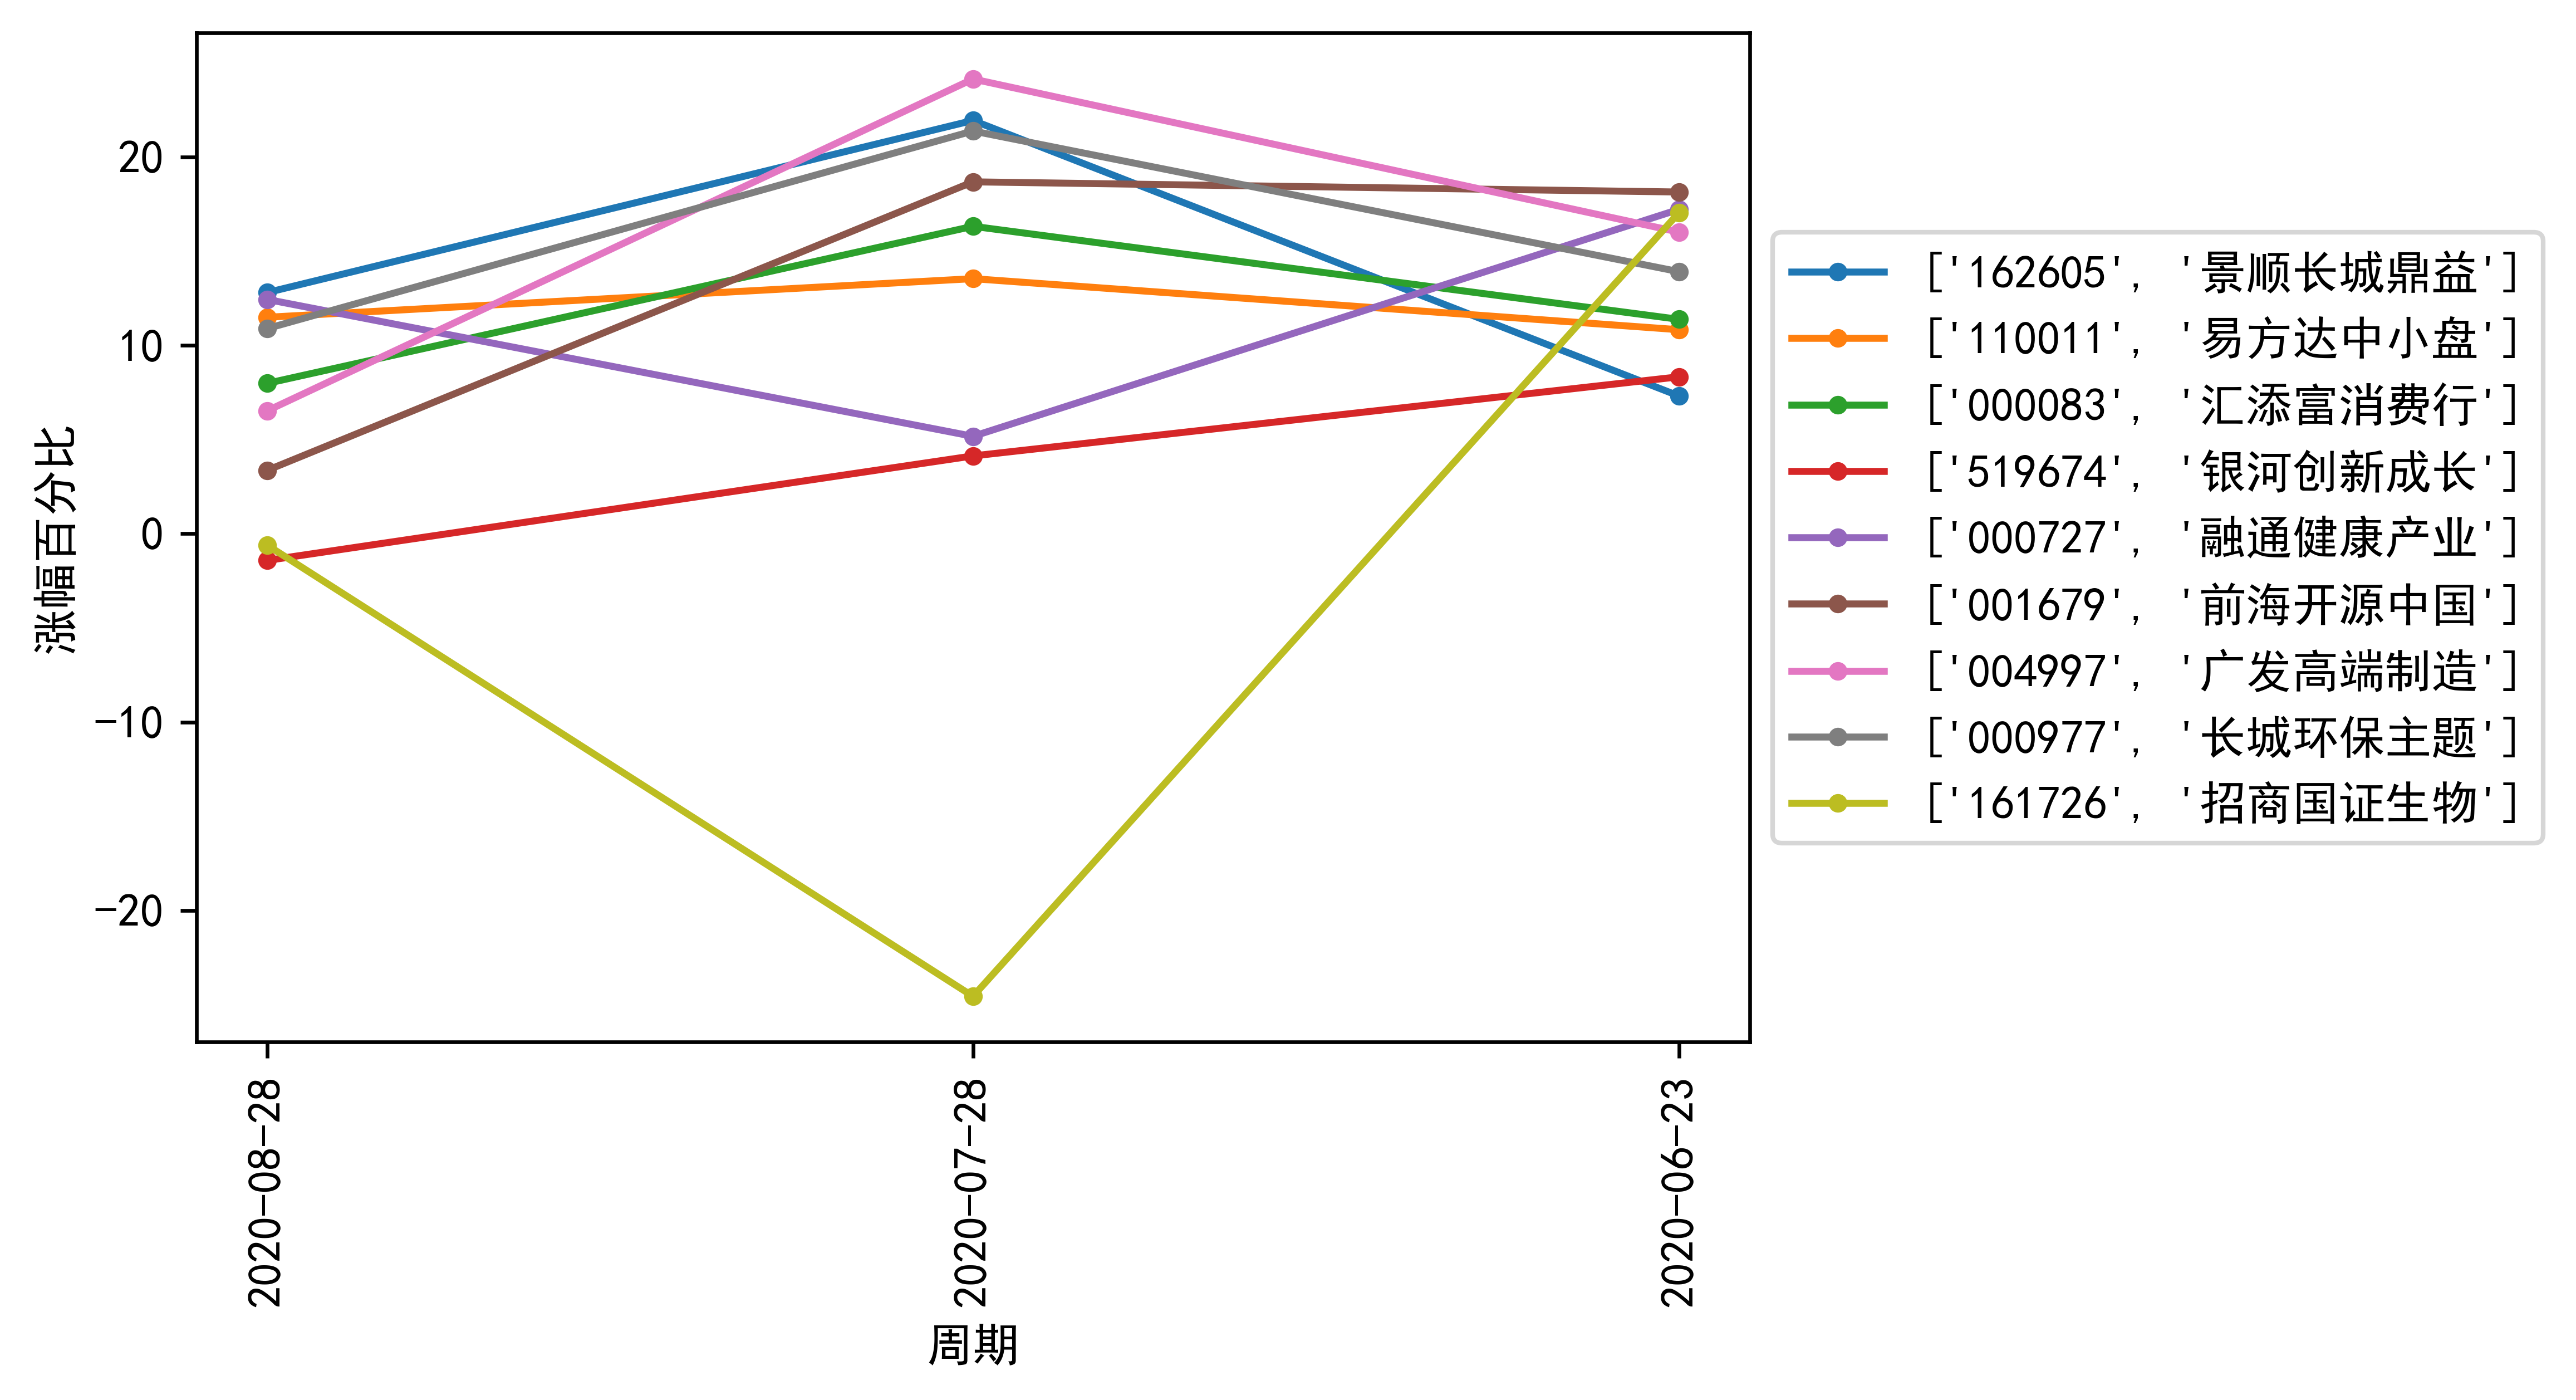 涨幅百分比
20
10
0
-10
-20
2020-08-28
2020-07-28
2020-06-23
周期
['162605', '景顺长城鼎益']
['110011', '易方达中小盘']
['000083', '汇添富消费行']
['519674', '银河创新成长']
['000727', '融通健康产业']
['001679', '前海开源中国']
['004997', '广发高端制造']
['000977', '长城环保主题']
['161726', '招商国证生物']